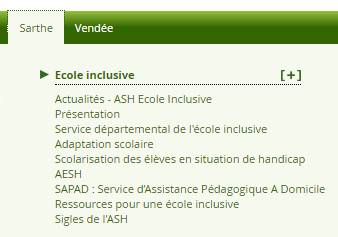 Sarthe Vendée
Ecole inclusive [+]
Actualités - ASH Ecole Inclusive
Présentation
Service départemental de l'école inclusive
Adaptation scolaire
Scolarisation des élèves en situation de handicap
AESH
SAPAD : Service d'Assistance Pédagogique A Domicile
Ressources pour une école inclusive
Sigles de l'ASH